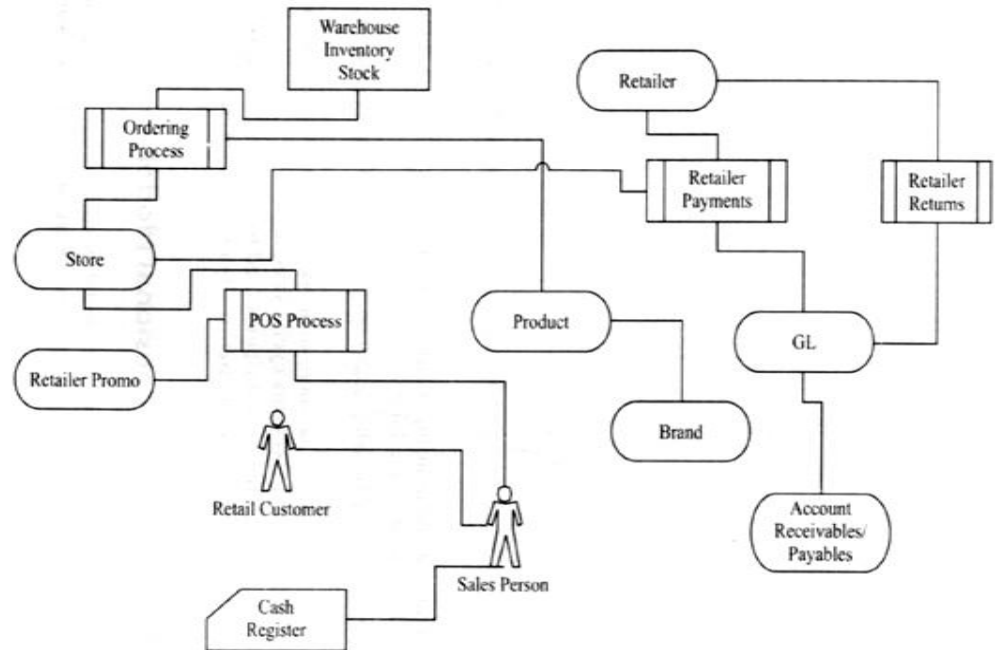 Warehouse
Inventory
Stock
Retailer
Ordering
Process
Retailer
Payments
Retailer
Returns
Store
POS Process
Product
GL
Retailer Promo
Brand
Retail Customer
Account
Receivables/
Payables
Sales Person
Cash
Register